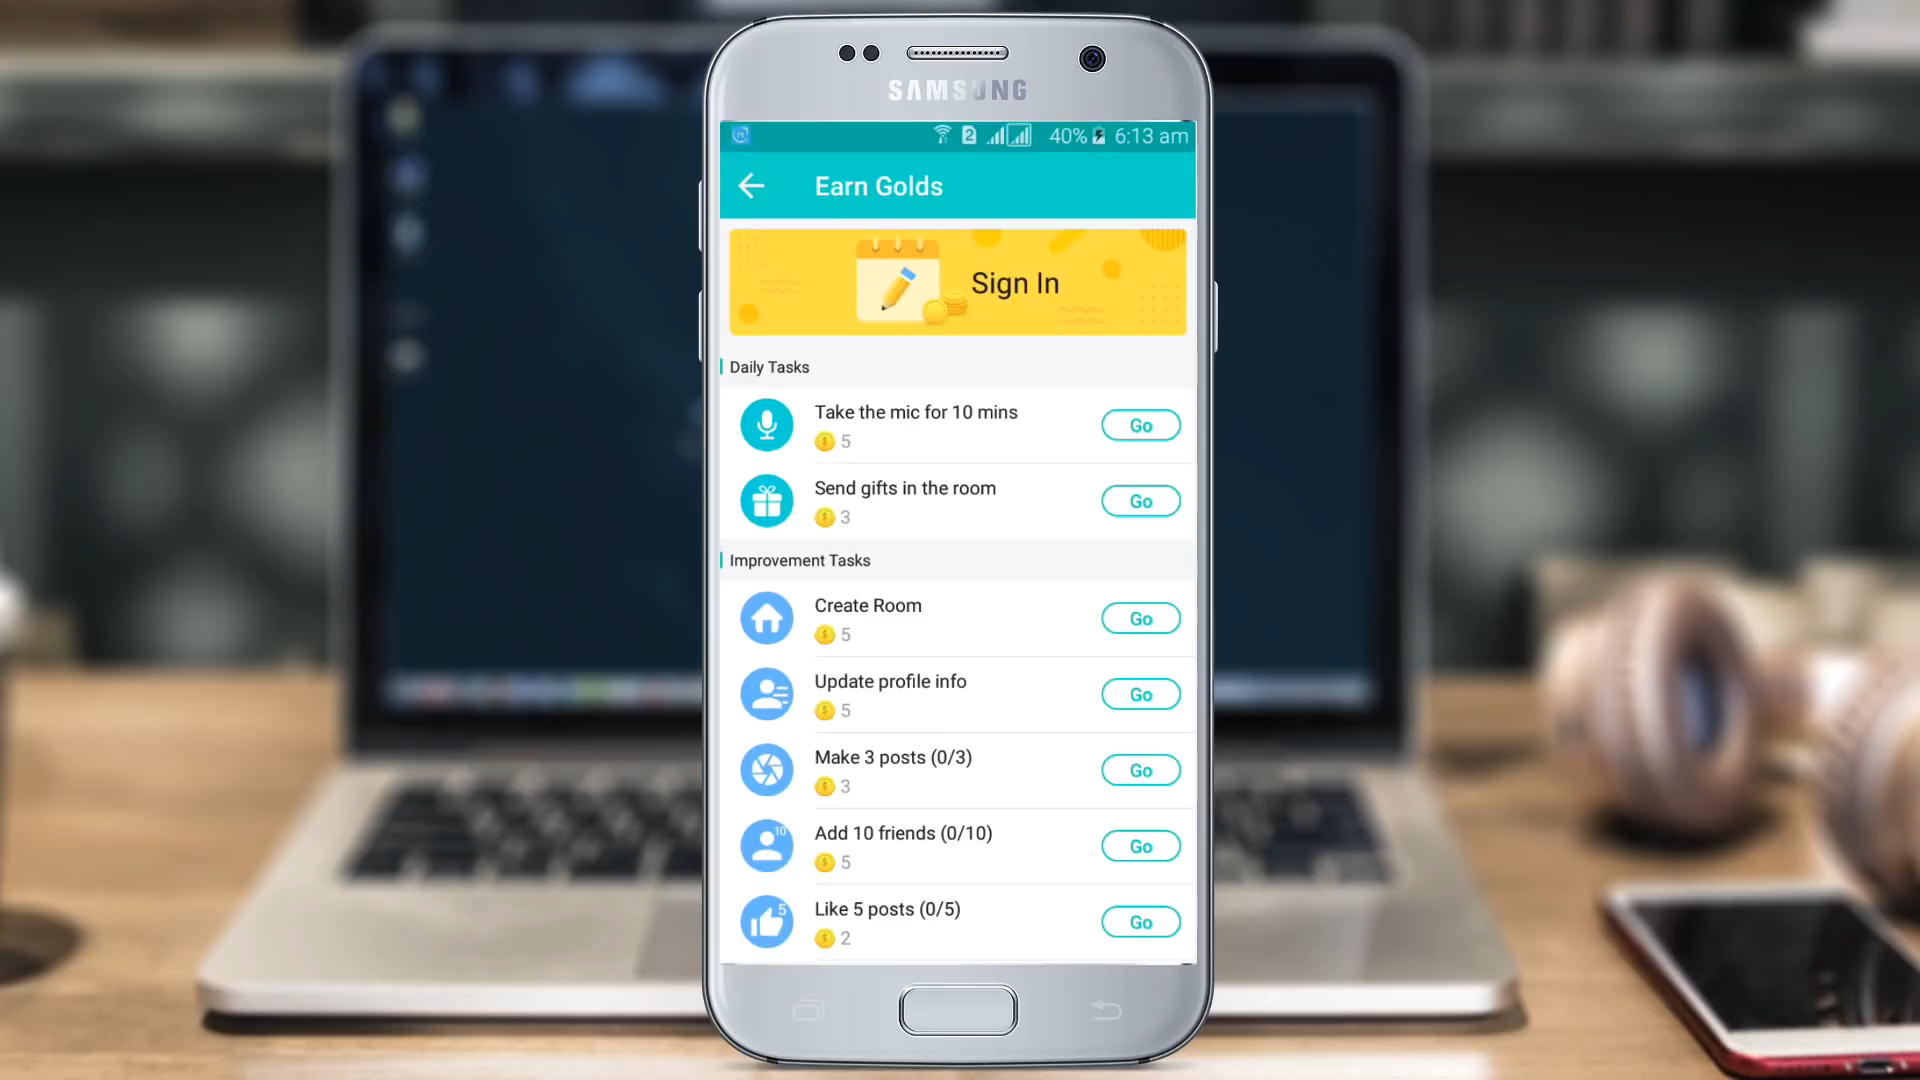 SAMSUNG
2 40% 6:13 am
Earn Golds
Sign In
Daily Tasks
Take the mic for 10 mins
5
Go
Send gifts in the room
3
Go
Improvement Tasks
Create Room
5
Go
Update profile info
5
Go
Make 3 posts (0/3)
3
Go
10
Add 10 friends (0/10)
5
Go
5
Like 5 posts (0/5)
2
Go